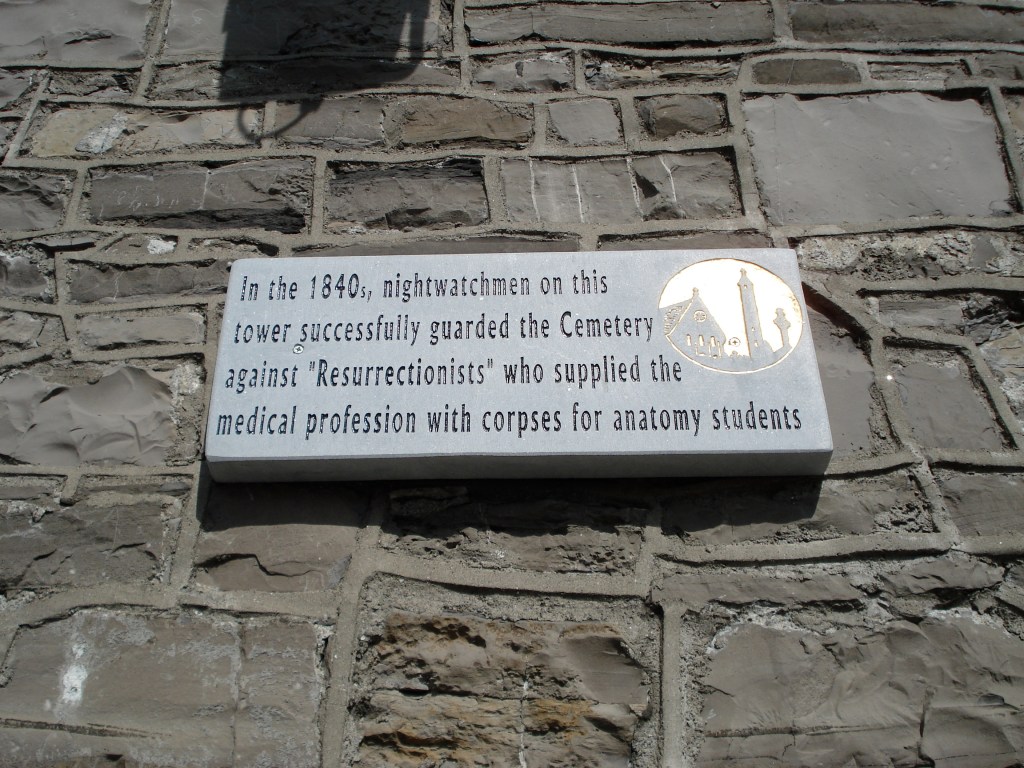 In the 1840s, nightwatchmen on this
tower successfully guarded the Cemetery
against "Resurrectionists" who supplied the
medical profession with corpses for anatomy students